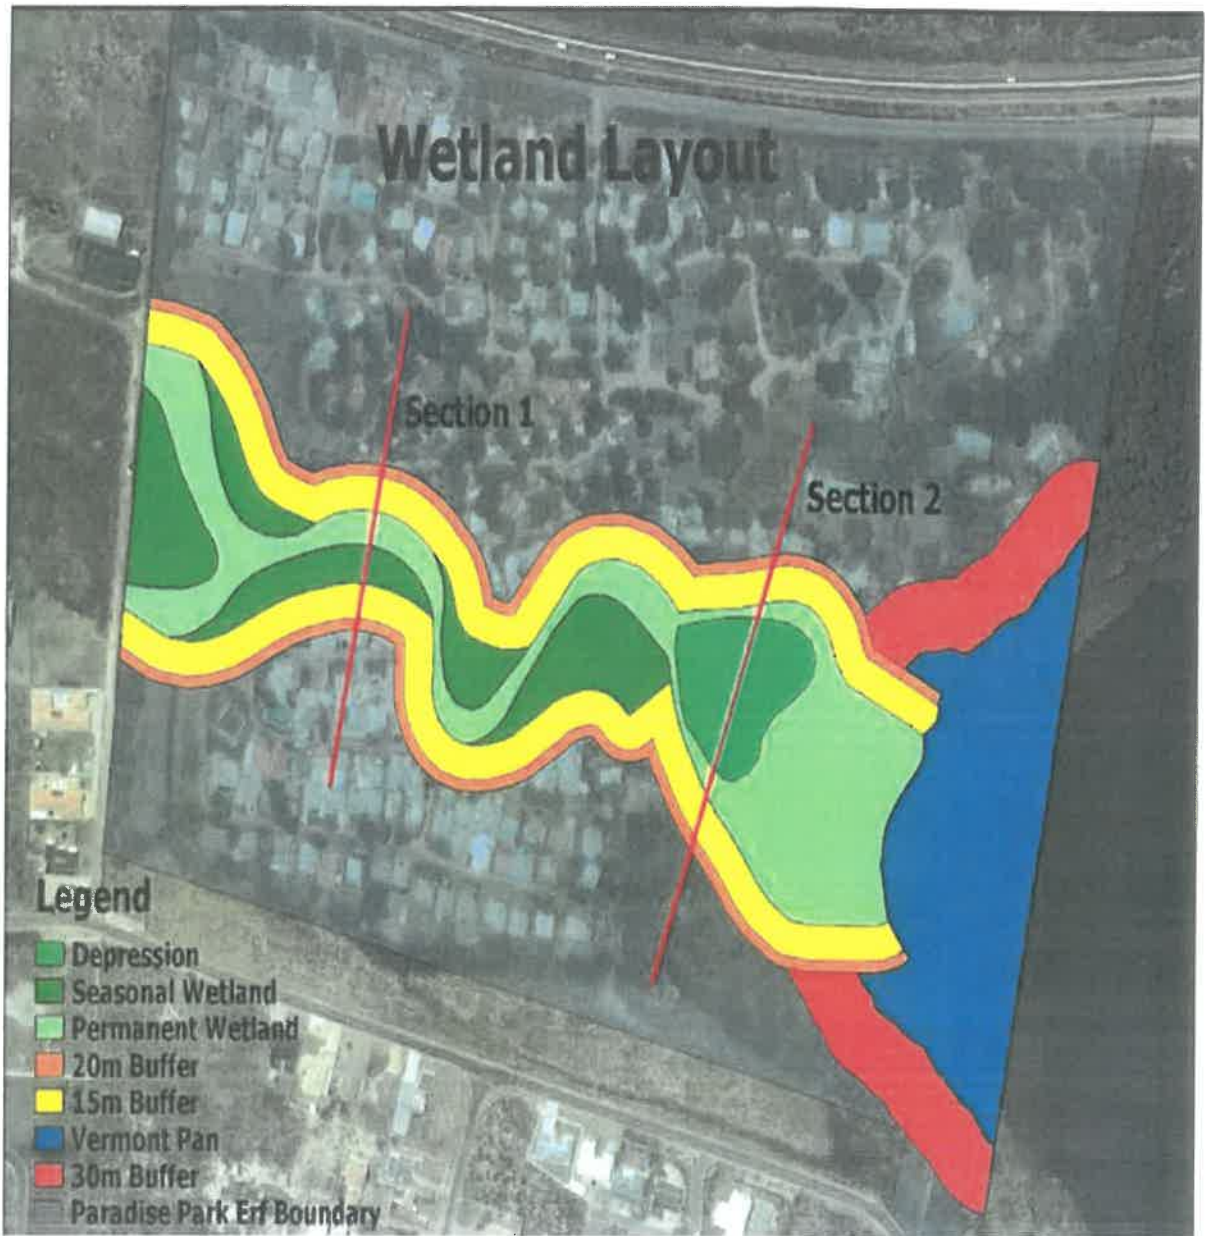 Wetland Layout
Section 1
Section 2
Legend
Depression
Seasonal Wetland
Permanent Wetland
20m Buffer
15m Buffer
Vermont Pan
30m Buffer
Paradise Park Erf Boundary